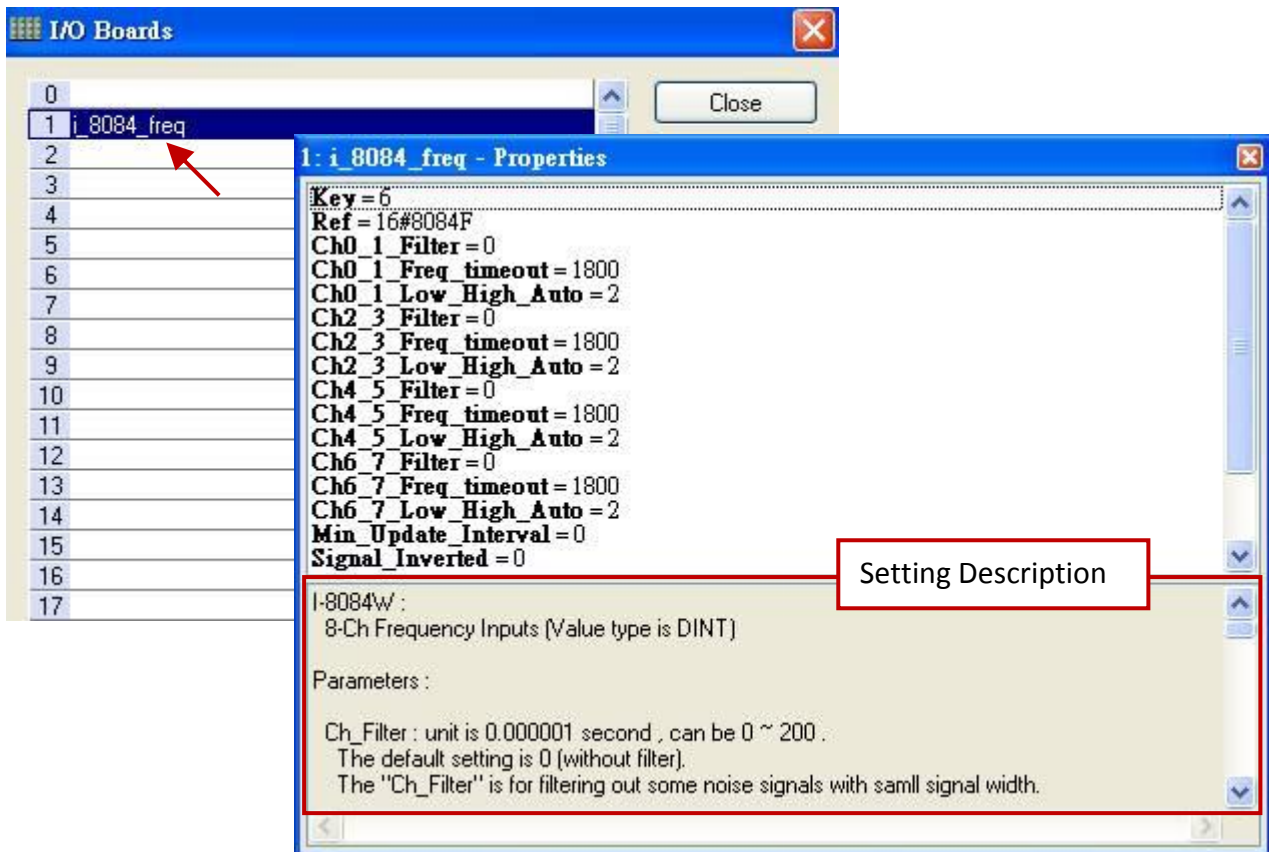 I/O Boards
Close
0
1 i_8084_freq
2
3
4
5
6
7
8
9
10
11
12
13
14
15
16
17
1: i_8084_freq - Properties
Key = 6
Ref = 16#8084F
Ch0_1_Filter = 0
Ch0_1_Freq_timeout = 1800
Ch0_1_Low_High_Auto = 2
Ch2_3_Filter = 0
Ch2_3_Freq_timeout = 1800
Ch2_3_Low_High_Auto = 2
Ch4_5_Filter = 0
Ch4_5_Freq_timeout = 1800
Ch4_5_Low_High_Auto = 2
Ch6_7_Filter = 0
Ch6_7_Freq_timeout = 1800
Ch6_7_Low_High_Auto = 2
Min_Update_Interval = 0
Signal_Inverted = 0
Setting Description
I-8084W :
8-Ch Frequency Inputs (Value type is DINT)
Parameters :
Ch_Filter : unit is 0.000001 second , can be 0 ~ 200 .
The default setting is 0 (without filter).
The "Ch_Filter" is for filtering out some noise signals with samll signal width.